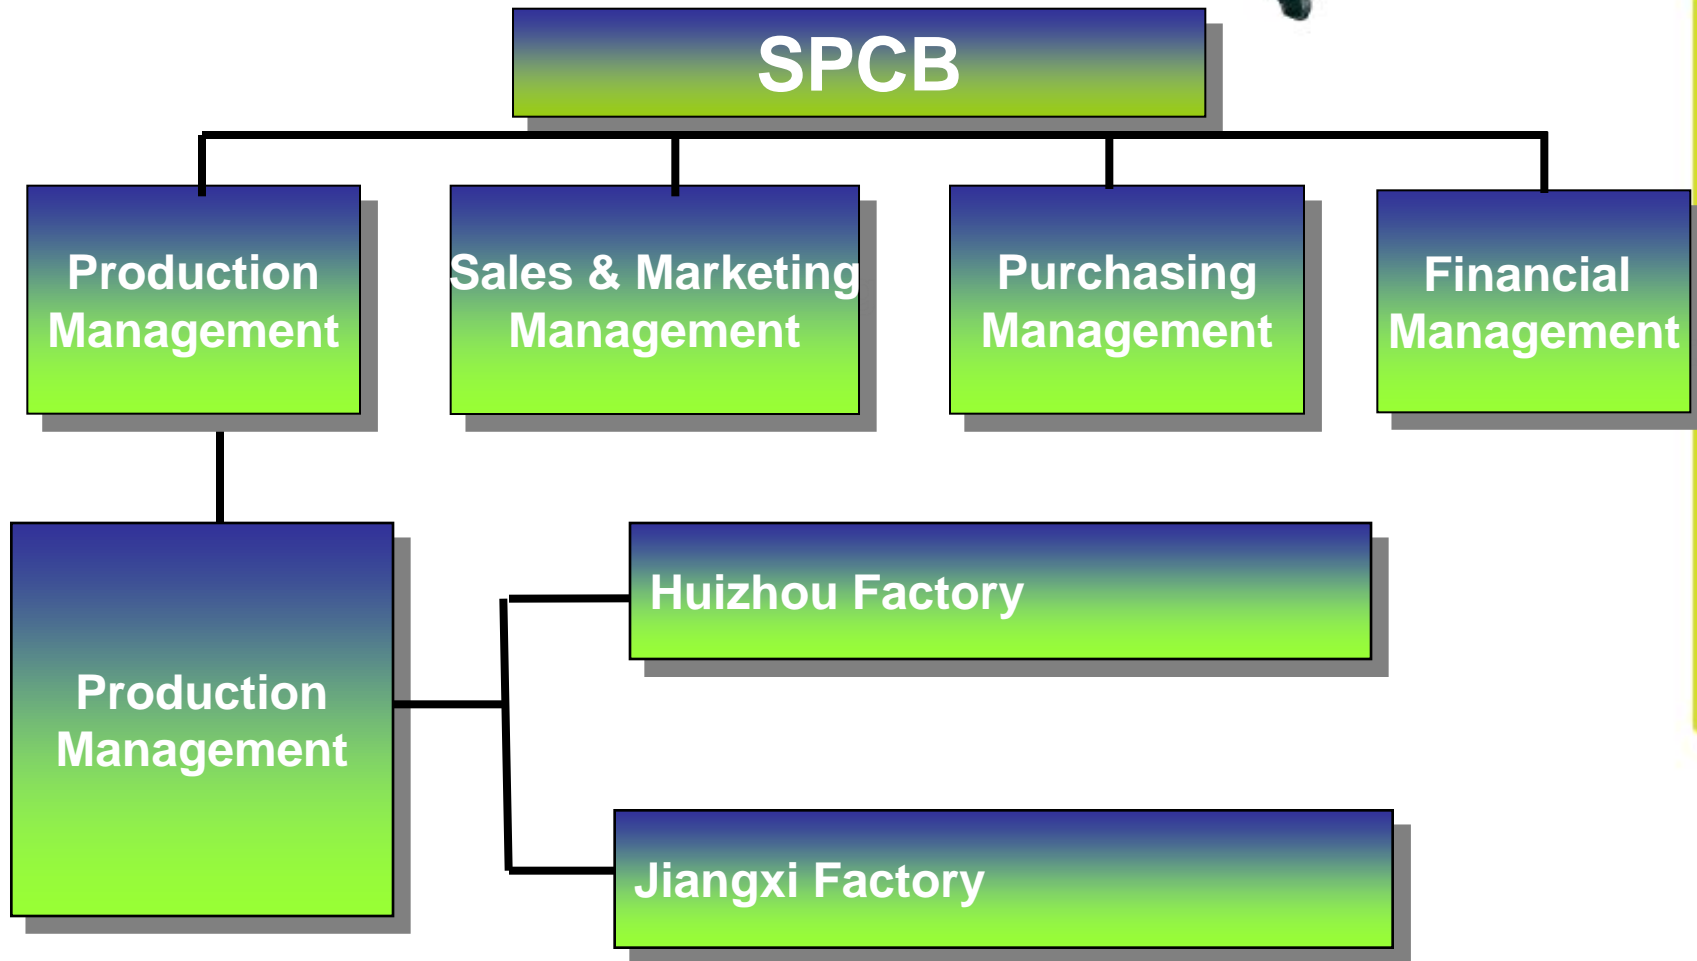 SPCB
Production
Management
Sales & Marketing
Management
Purchasing
Management
Financial
Management
Production
Management
Huizhou Factory
Jiangxi Factory